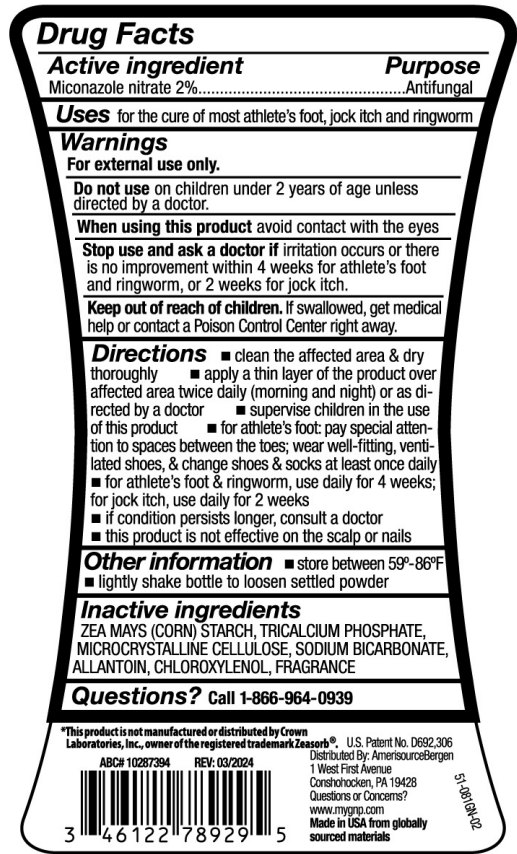 Drug Facts
Active ingredient Purpose
Miconazole nitrate 2%................................................Antifungal
Uses for the cure of most athlete's foot, jock itch and ringworm
Warnings
For external use only.
Do not use on children under 2 years of age unless
directed by a doctor.
When using this product avoid contact with the eyes
Stop use and ask a doctor if irritation occurs or there
is no improvement within 4 weeks for athlete's foot
and ringworm, or 2 weeks for jock itch.
Keep out of reach of children. If swallowed, get medical
help or contact a Poison Control Center right away.
Directions ■ clean the affected area & dry
thoroughly ■ apply a thin layer of the product over
affected area twice daily (morning and night) or as di-
rected by a doctor ■ supervise children in the use
of this product ■ for athlete's foot: pay special atten-
tion to spaces between the toes; wear well-fitting, venti-
lated shoes, & change shoes & socks at least once daily
■ for athlete's foot & ringworm, use daily for 4 weeks;
for jock itch, use daily for 2 weeks
■ if condition persists longer, consult a doctor
■ this product is not effective on the scalp or nails
Other information ■ store between 59º-86ºF
■ lightly shake bottle to loosen settled powder
Inactive ingredients
ZEA MAYS (CORN) STARCH, TRICALCIUM PHOSPHATE,
MICROCRYSTALLINE CELLULOSE, SODIUM BICARBONATE,
ALLANTOIN, CHLOROXYLENOL, FRAGRANCE
Questions? Call 1-866-964-0939
*This product is not manufactured or distributed by Crown
Laboratories, Inc., owner of the registered trademark Zeasorb®.
ABC# 10287394 REV: 03/2024
3 46122 78929 5
U.S. Patent No. D692,306
Distributed By: AmerisourceBergen
1 West First Avenue
Conshohocken, PA 19428
Questions or Concerns?
www.mygnp.com
Made in USA from globally
sourced materials
51-081GN-02